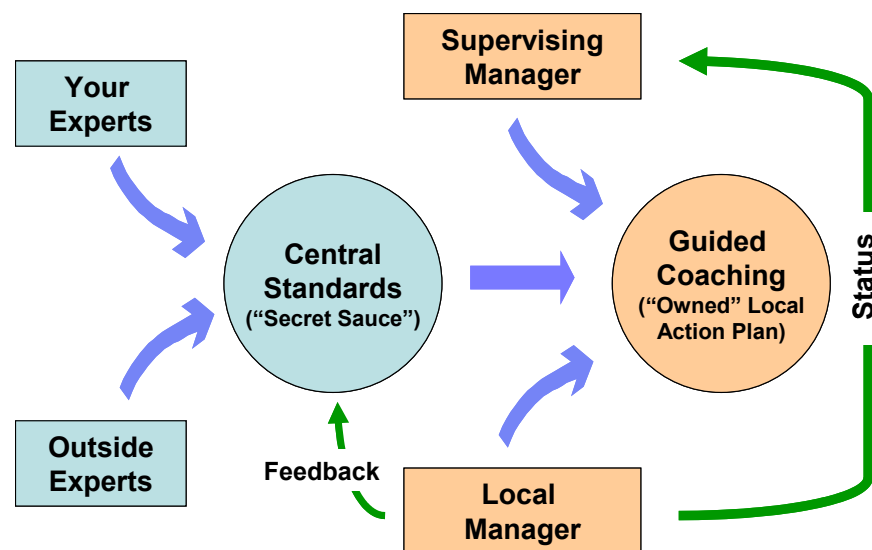 Supervising
Manager
Your
Experts
Central
Standards
(“Secret Sauce”)
Guided
Coaching
(“Owned” Local
Action Plan)
Status
Outside
Experts
Feedback
Local
Manager